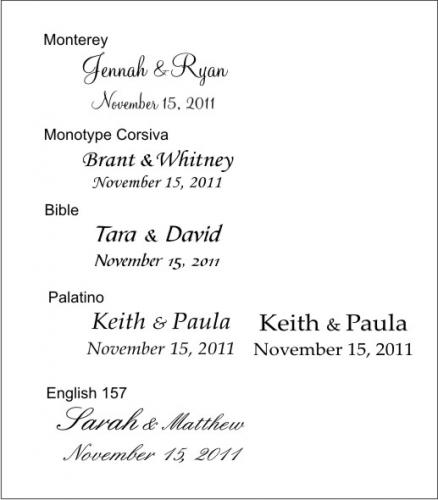 Monterey
Jennah & Ryan
November 15, 2011
Monotype Corsiva
Brant & Whitney
November 15, 2011
Bible
Tara & David
November 15, 2011
Palatino
Keith & Paula
November 15, 2011
Keith & Paula
November 15, 2011
English 157
Sarah & Matthew
November 15, 2011